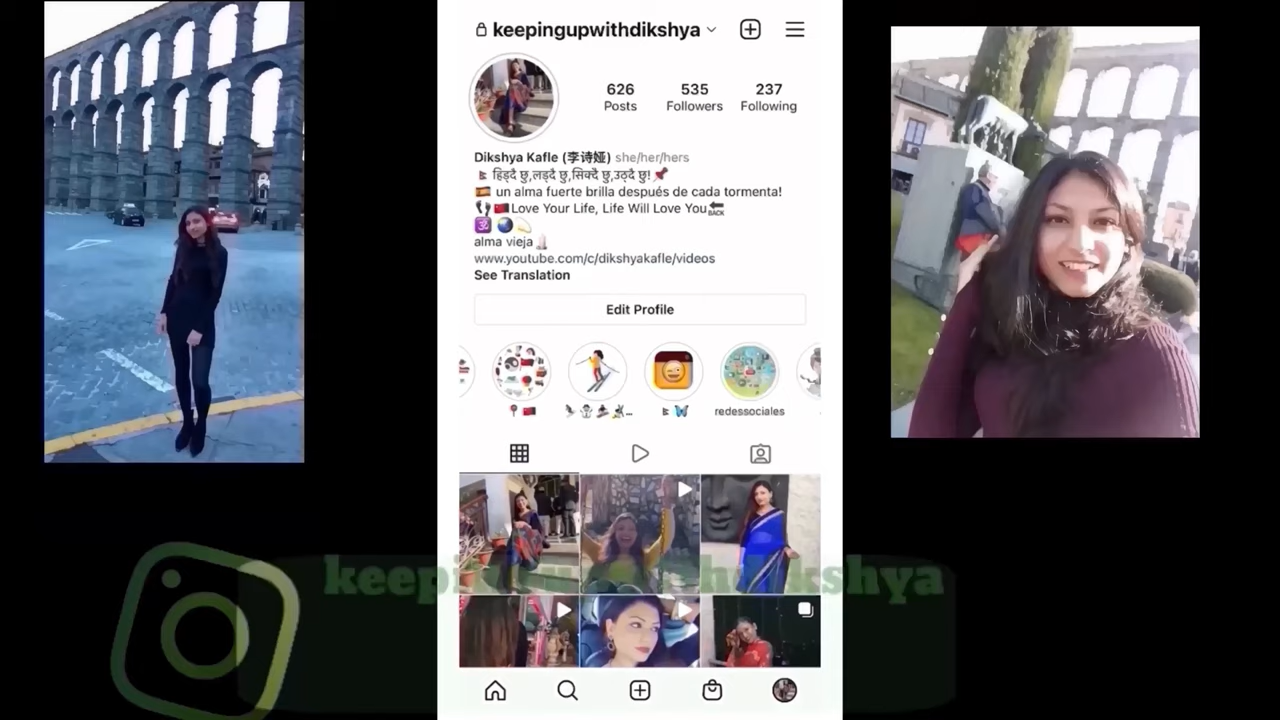 keepingupwithdikshya
626
535
237
Posts
Followers
Following
Dikshya Kafle (李诗娅) she/her/hers
हिड्दै छु,लड्दै छु,सिक्दै छु,उठ्दै छु!
un alma fuerte brilla después de cada tormenta!
Love Your Life, Life Will Love You BACK
alma vieja
www.youtube.com/c/dikshyakafle/videos
See Translation
Edit Profile
redessociales
keepingupwithdikshya